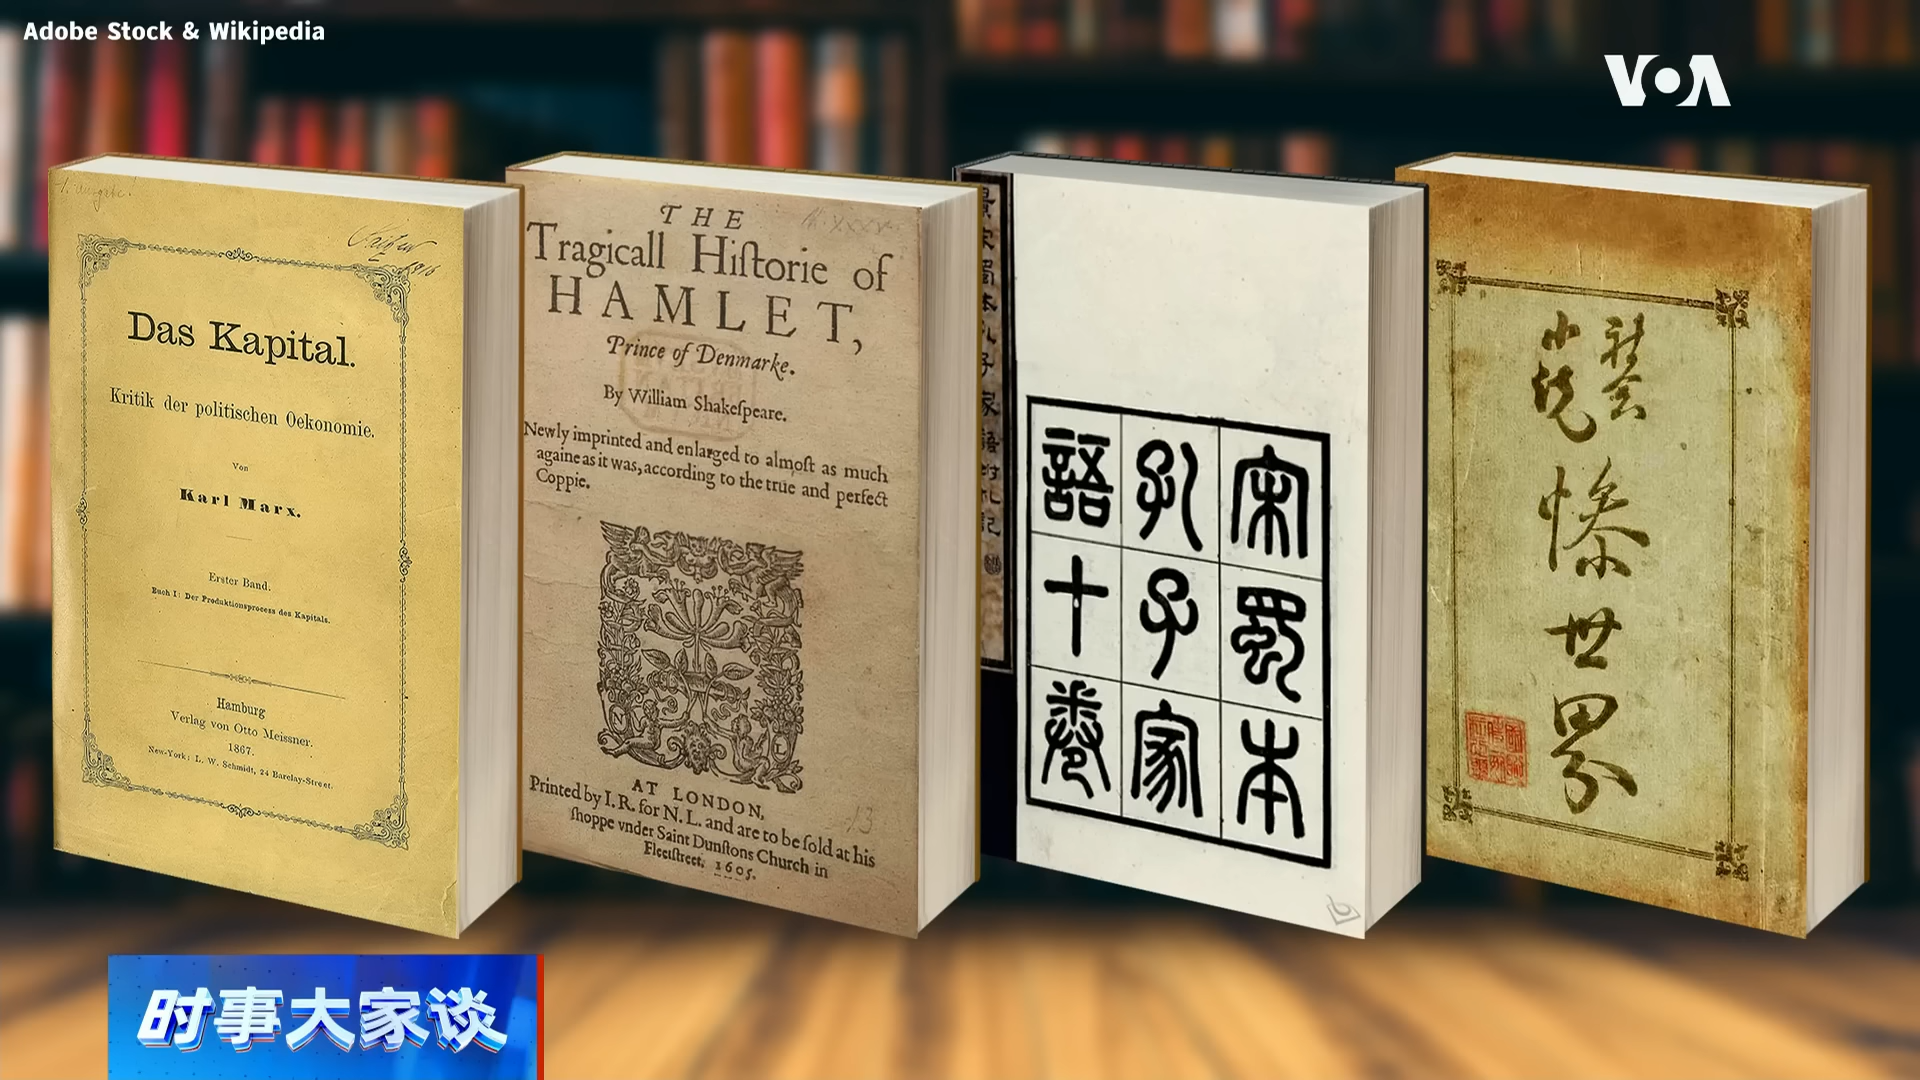 Adobe Stock & Wikipedia
VOA
Das Kapital.
Kritik der politischen Oekonomie.
Von
Karl Marx.
Erster Band.
Buch I: Der Produktionsprocess des Kapitals.
Hamburg
Verlag von Otto Meissner.
1867.
New-York: L. W. Schmidt, 24 Barclay-Street.
THE
Tragicall Hiſtorie of
HAMLET,
Prince of Denmarke.
By William Shakeſpeare.
Newly imprinted and enlarged to almoſt as much
againe as it was, according to the true and perfect
Coppie.
AT LONDON,
Printed by I. R. for N. L. and are to be ſold at his
ſhoppe vnder Saint Dunſtons Church in
Fleetſtreet. 1605.
宋蜀本
孔子家
語十卷
惨世界
时事大家谈